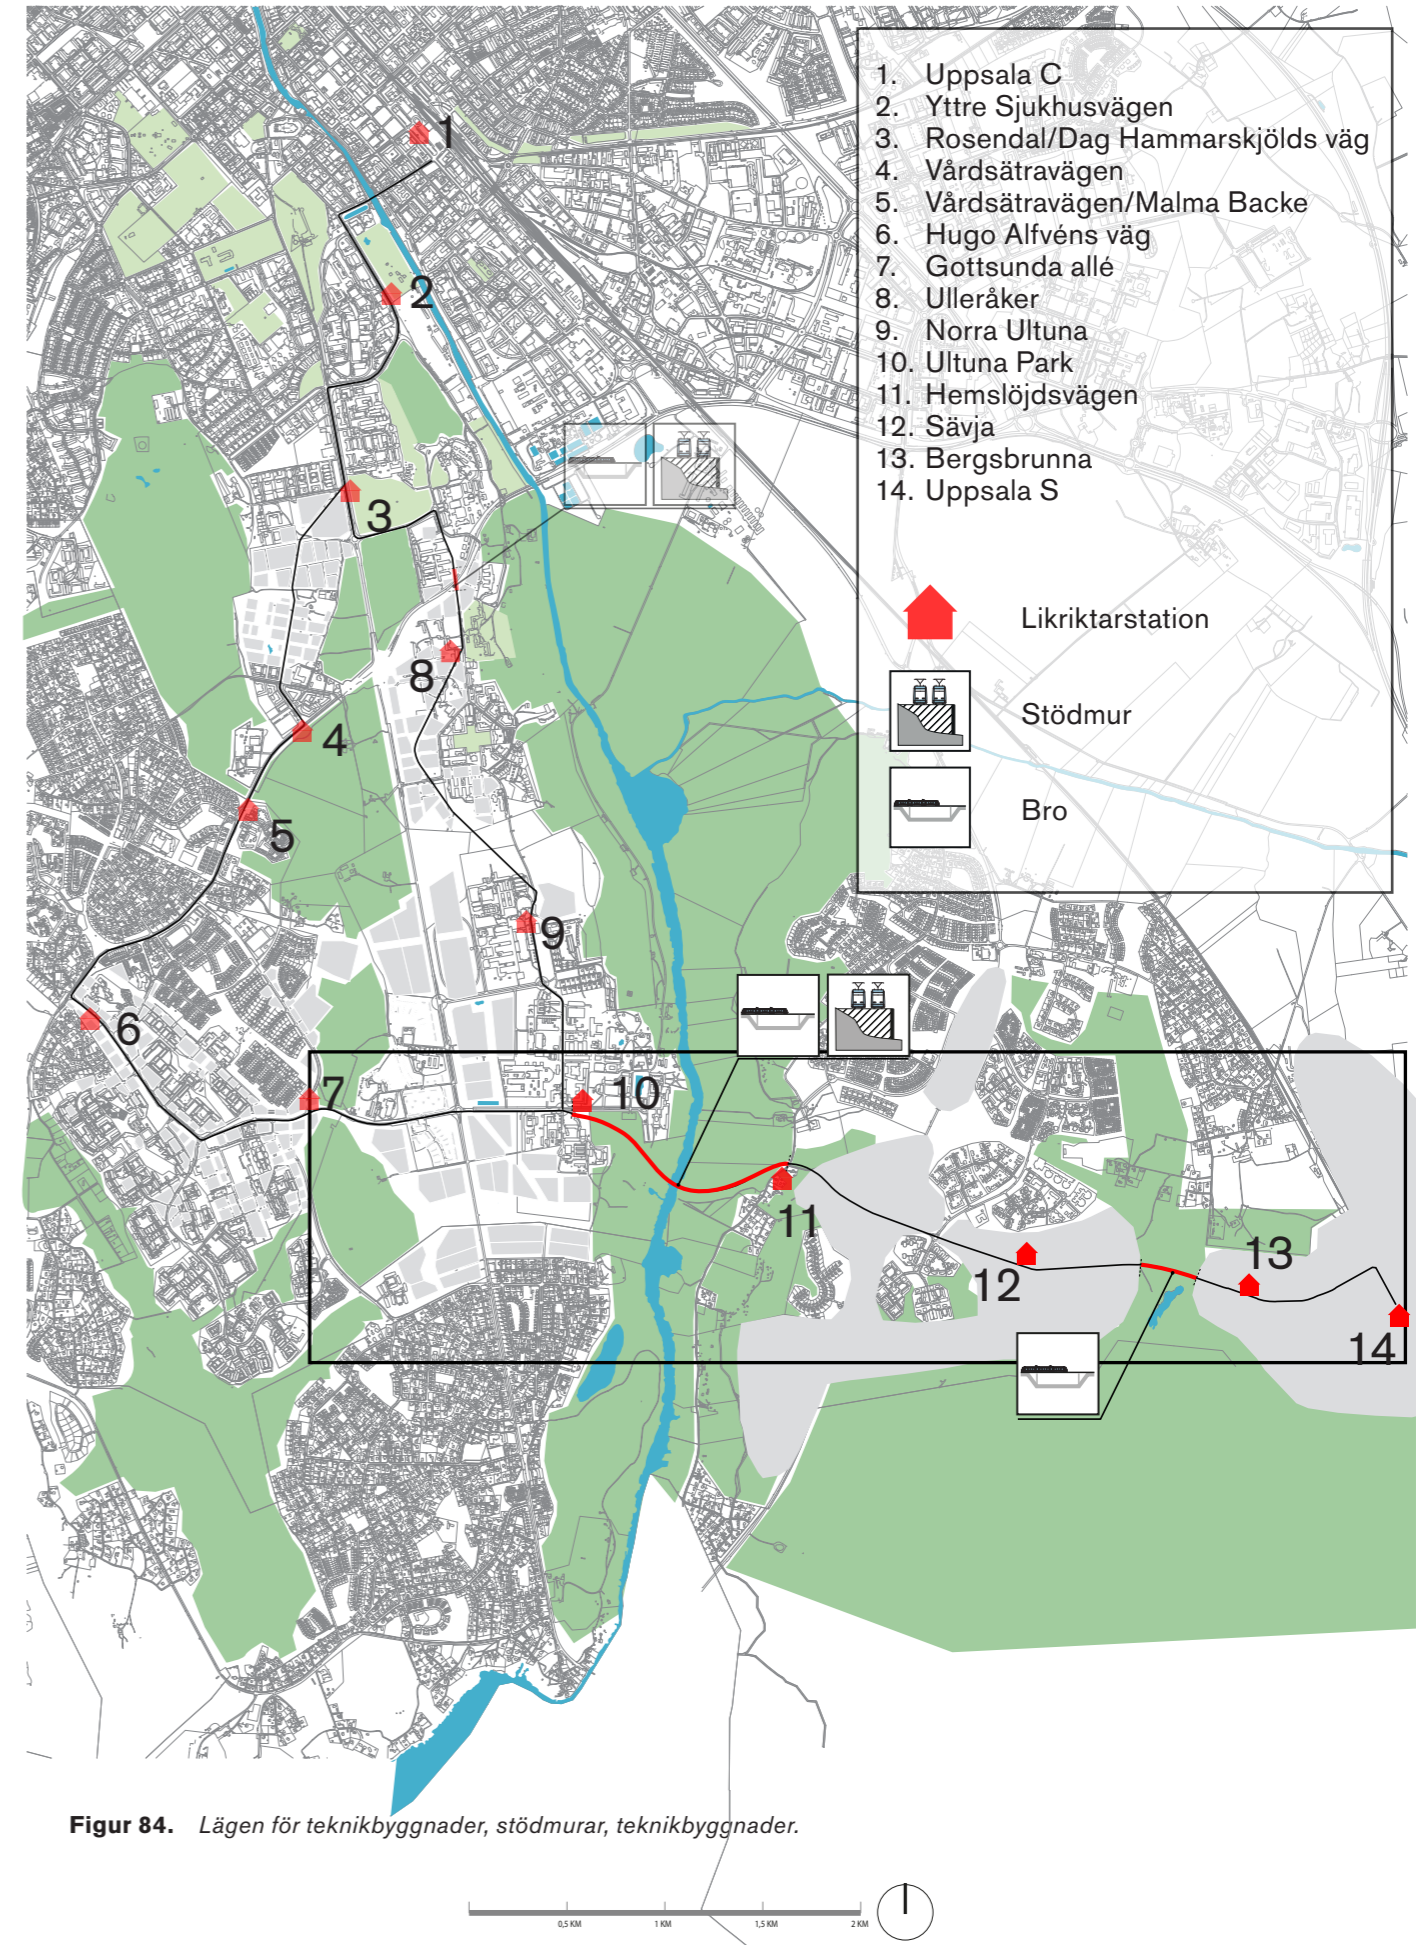 1. Uppsala C
2. Yttre Sjukhusvägen
3. Rosendal/Dag Hammarskjölds väg
4. Vårdsätravägen
5. Vårdsätravägen/Malma Backe
6. Hugo Alfvéns väg
7. Gottsunda allé
8. Ulleråker
9. Norra Ultuna
10. Ultuna Park
11. Hemslöjdsvägen
12. Sävja
13. Bergsbrunna
14. Uppsala S
Likriktarstation
Stödmur
Bro
1
2
3
8
4
5
9
6
7
10
11
13
12
14
Figur 84. Lägen för teknikbyggnader, stödmurar, teknikbyggnader.
0,5 KM 1 KM 1,5 KM 2 KM